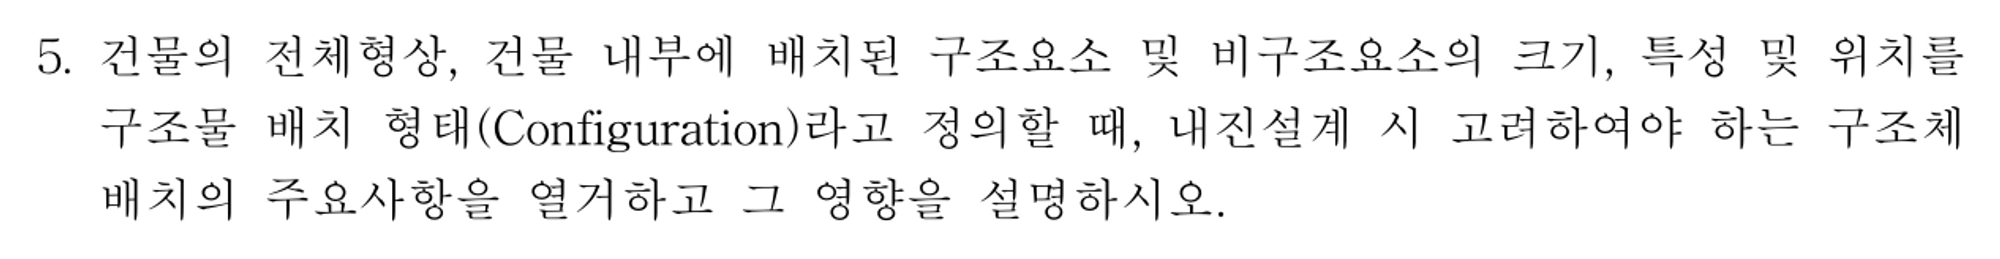 5. 건물의 전체형상, 건물 내부에 배치된 구조요소 및 비구조요소의 크기, 특성 및 위치를
구조물 배치 형태(Configuration)라고 정의할 때, 내진설계 시 고려하여야 하는 구조체
배치의 주요사항을 열거하고 그 영향을 설명하시오.